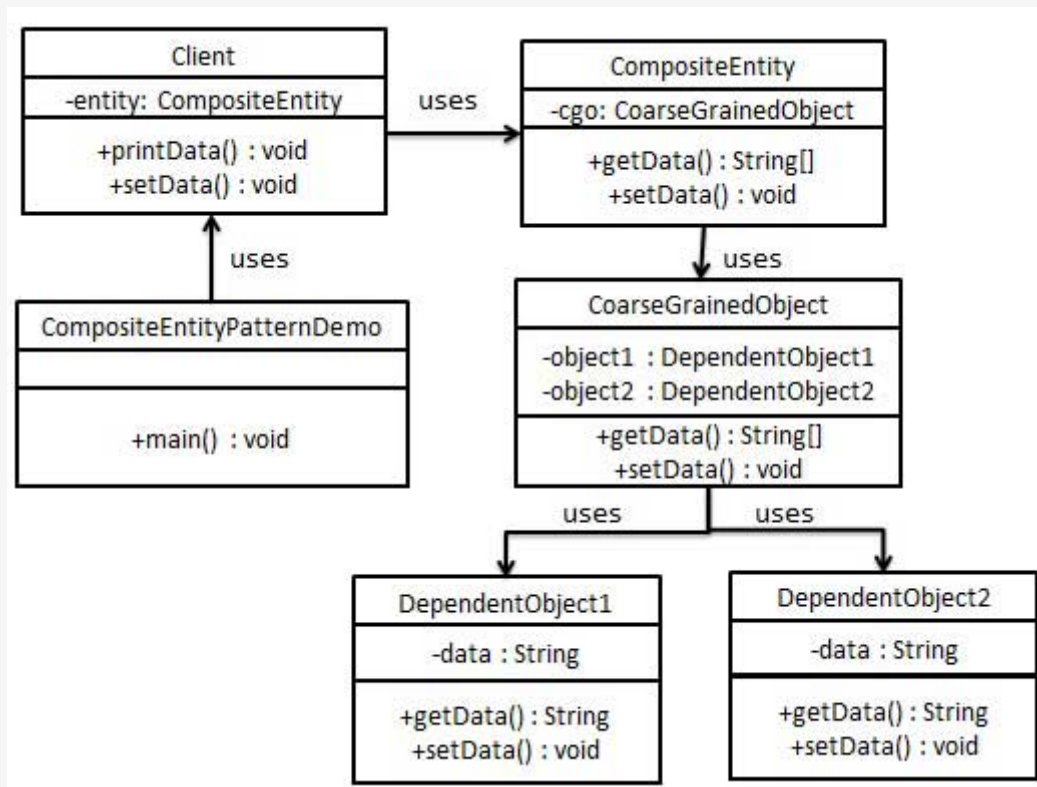 Client
-entity: CompositeEntity
+printData() : void
+setData() : void
uses
CompositeEntity
-cgo: CoarseGrainedObject
+getData() : String[]
+setData() : void
uses
uses
CompositeEntityPatternDemo
+main() : void
CoarseGrainedObject
-object1 : DependentObject1
-object2 : DependentObject2
+getData() : String[]
+setData() : void
uses
uses
DependentObject1
-data : String
+getData() : String
+setData() : void
DependentObject2
-data : String
+getData() : String
+setData() : void